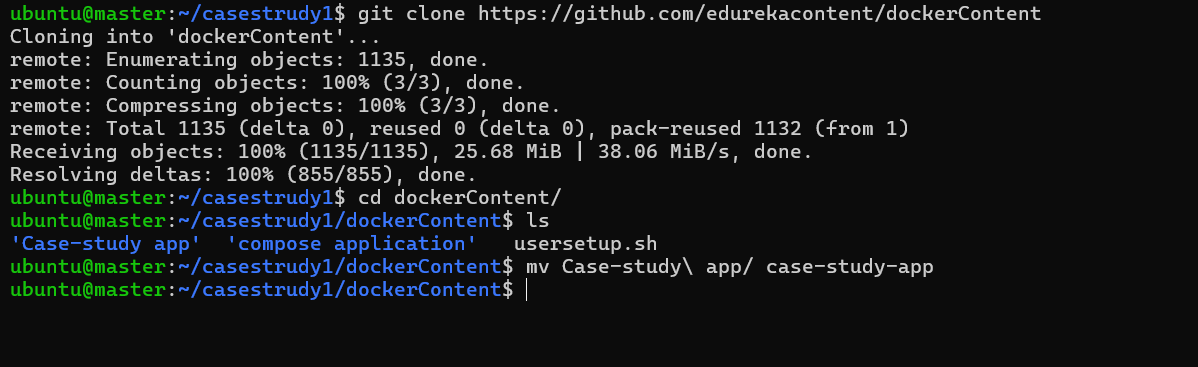 ubuntu@master:~/casestrudy1$ git clone https://github.com/edurekacontent/dockerContent
Cloning into 'dockerContent'...
remote: Enumerating objects: 1135, done.
remote: Counting objects: 100% (3/3), done.
remote: Compressing objects: 100% (3/3), done.
remote: Total 1135 (delta 0), reused 0 (delta 0), pack-reused 1132 (from 1)
Receiving objects: 100% (1135/1135), 25.68 MiB | 38.06 MiB/s, done.
Resolving deltas: 100% (855/855), done.
ubuntu@master:~/casestrudy1$ cd dockerContent/
ubuntu@master:~/casestrudy1/dockerContent$ ls
'Case-study app'  'compose application'   usersetup.sh
ubuntu@master:~/casestrudy1/dockerContent$ mv Case-study\ app/ case-study-app
ubuntu@master:~/casestrudy1/dockerContent$